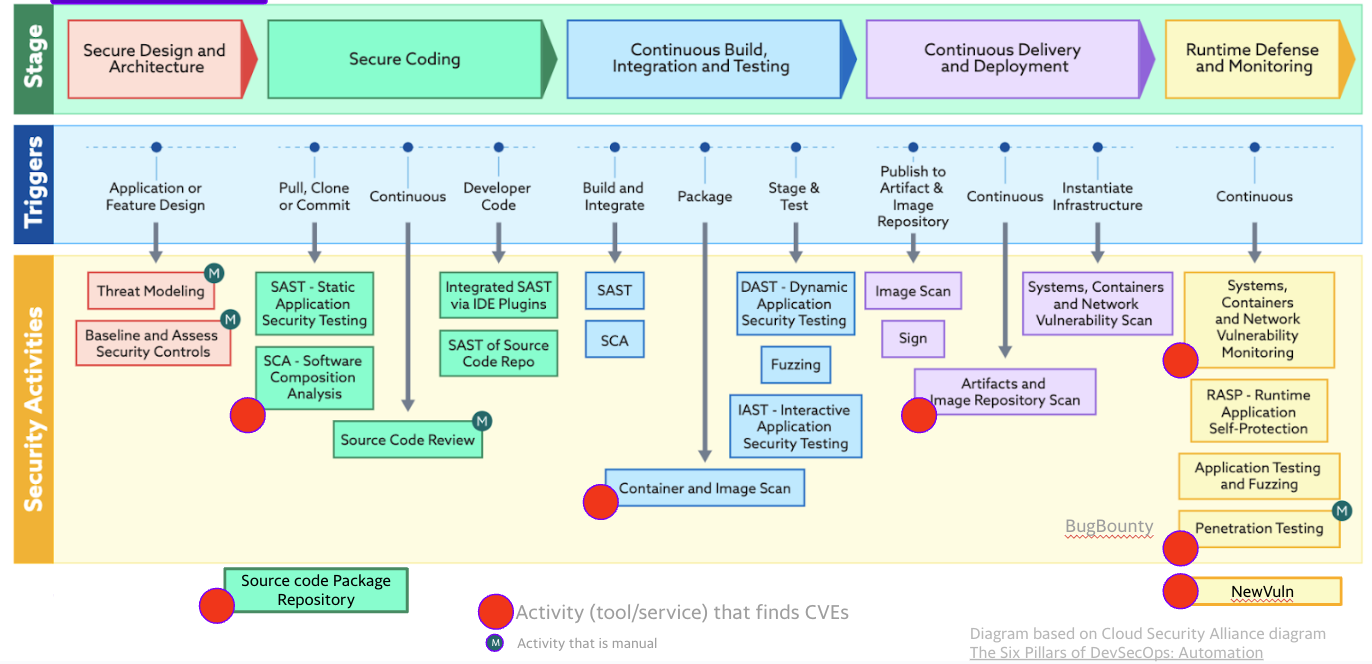 Stage
Secure Design and
Architecture
Secure Coding
Continuous Build,
Integration and Testing
Continuous Delivery
and Deployment
Runtime Defense
and Monitoring
Triggers
Application or
Feature Design
Pull, Clone
or Commit
Continuous
Developer
Code
Build and
Integrate
Package
Stage &
Test
Publish to
Artifact &
Image
Repository
Continuous
Instantiate
Infrastructure
Continuous
Security Activities
Threat Modeling
M
Baseline and Assess
Security Controls
M
SAST - Static
Application
Security Testing
SCA - Software
Composition
Analysis
Source Code Review
M
Integrated SAST
via IDE Plugins
SAST of Source
Code Repo
SAST
SCA
Container and Image Scan
DAST - Dynamic
Application
Security Testing
Fuzzing
IAST - Interactive
Application
Security Testing
Image Scan
Sign
Artifacts and
Image Repository Scan
Systems, Containers
and Network
Vulnerability Scan
Systems,
Containers
and Network
Vulnerability
Monitoring
RASP - Runtime
Application
Self-Protection
Application Testing
and Fuzzing
BugBounty
Penetration Testing
M
NewVuln
Source code Package
Repository
Activity (tool/service) that finds CVEs
M Activity that is manual
Diagram based on Cloud Security Alliance diagram
The Six Pillars of DevSecOps: Automation